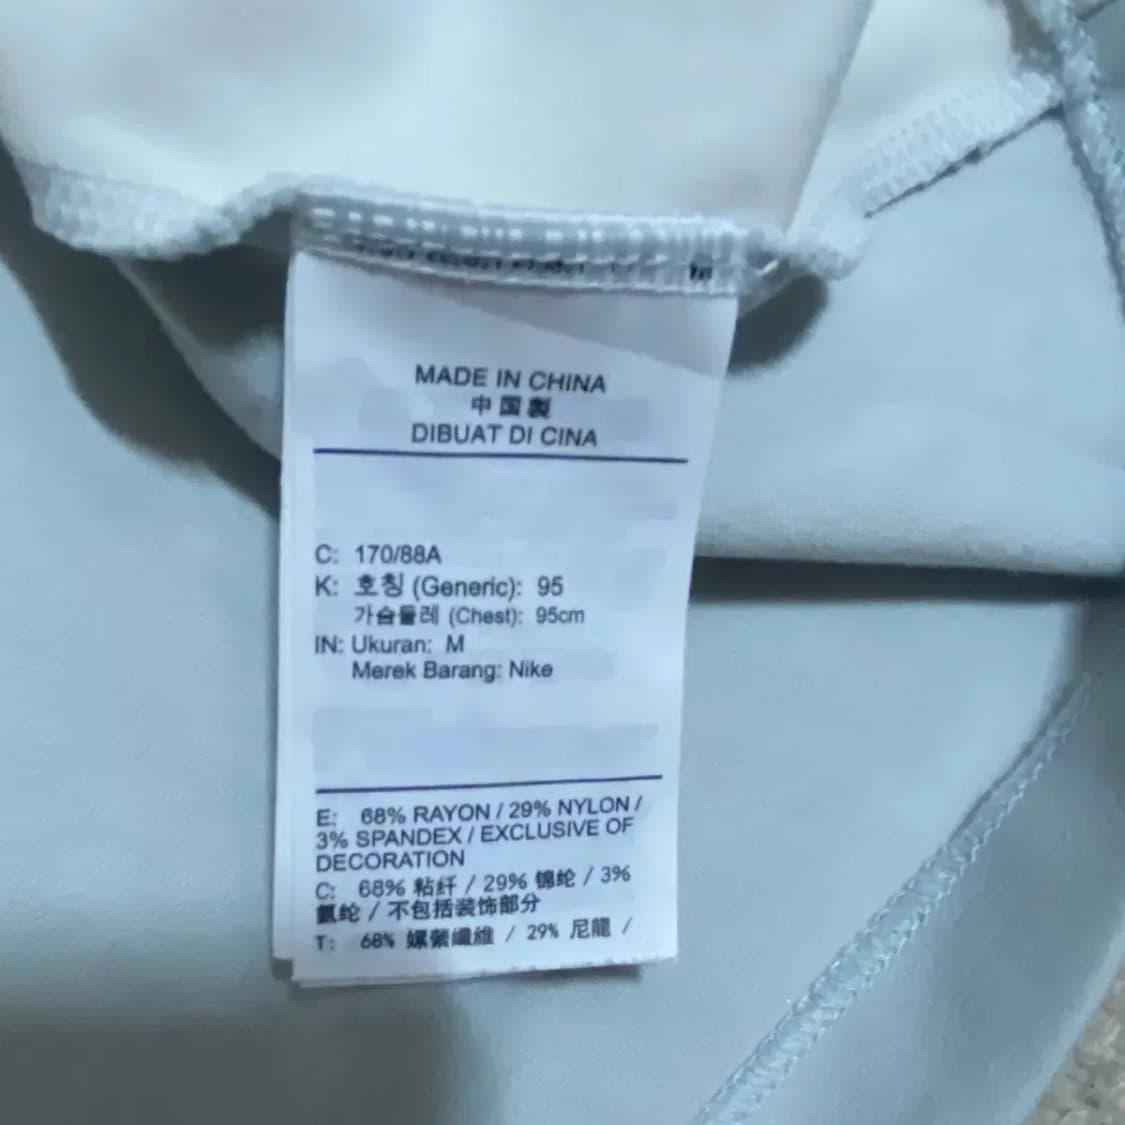 MADE IN CHINA
中国製
DIBUAT DI CINA
C: 170/88A
K: 호칭 (Generic): 95
가슴둘레 (Chest): 95cm
IN: Ukuran: M
Merek Barang: Nike
E: 68% RAYON / 29% NYLON /
3% SPANDEX / EXCLUSIVE OF
DECORATION
C: 68% 粘纤 / 29% 锦纶 / 3%
氨纶 / 不包括装饰部分
T: 68% 嫘縈纖維 / 29% 尼龍 /